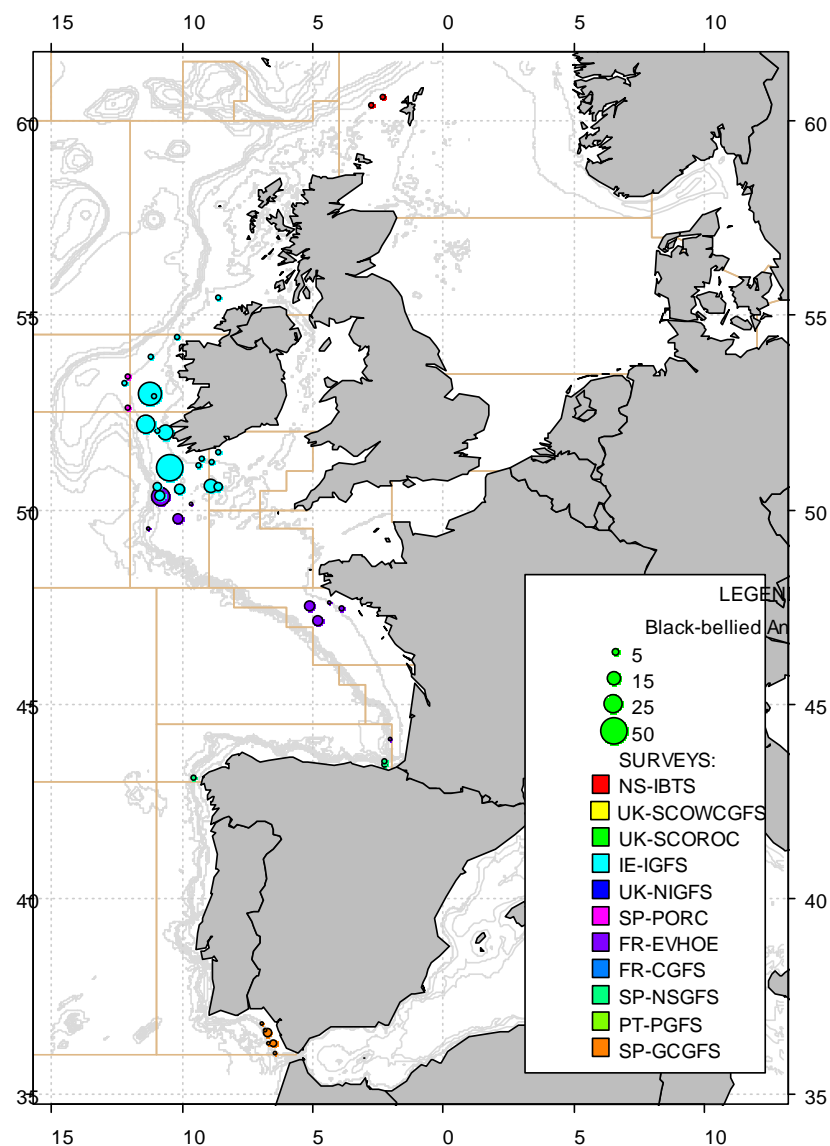 15 10 5 0 5 10
60 60
55 55
50 50
LEGEN
Black-bellied An
5
15
25
50
45 45
SURVEYS:
NS-IBTS
UK-SCOWCGFS
UK-SCOROC
IE-IGFS
40 40
UK-NIGFS
SP-PORC
FR-EVHOE
FR-CGFS
SP-NSGFS
PT-PGFS
SP-GCGFS
35 35
15 10 5 0 5 10